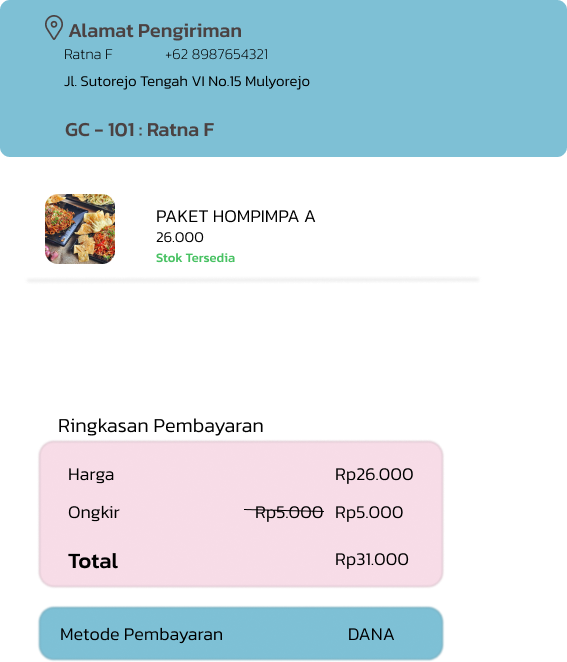 Alamat Pengiriman
Ratna F +62 8987654321
Jl. Sutorejo Tengah VI No.15 Mulyorejo
GC - 101 : Ratna F
PAKET HOMPIMPA A
26.000
Stok Tersedia
Ringkasan Pembayaran
Harga Rp26.000
Ongkir Rp5.000 Rp5.000
Total Rp31.000
Metode Pembayaran DANA